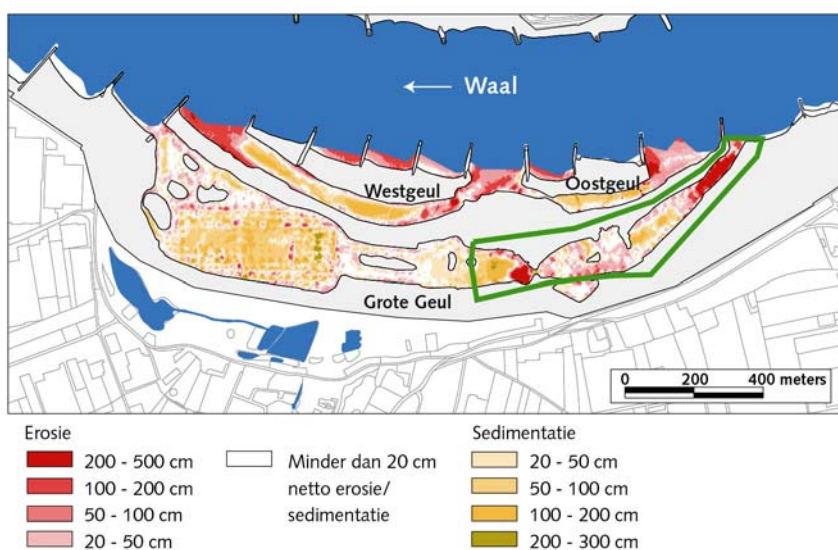 Waal
Westgeul
Oostgeul
Grote Geul
0 200 400 meters
Erosie
200 - 500 cm
100 - 200 cm
50 - 100 cm
20 - 50 cm
Minder dan 20 cm
netto erosie/
sedimentatie
Sedimentatie
20 - 50 cm
50 - 100 cm
100 - 200 cm
200 - 300 cm